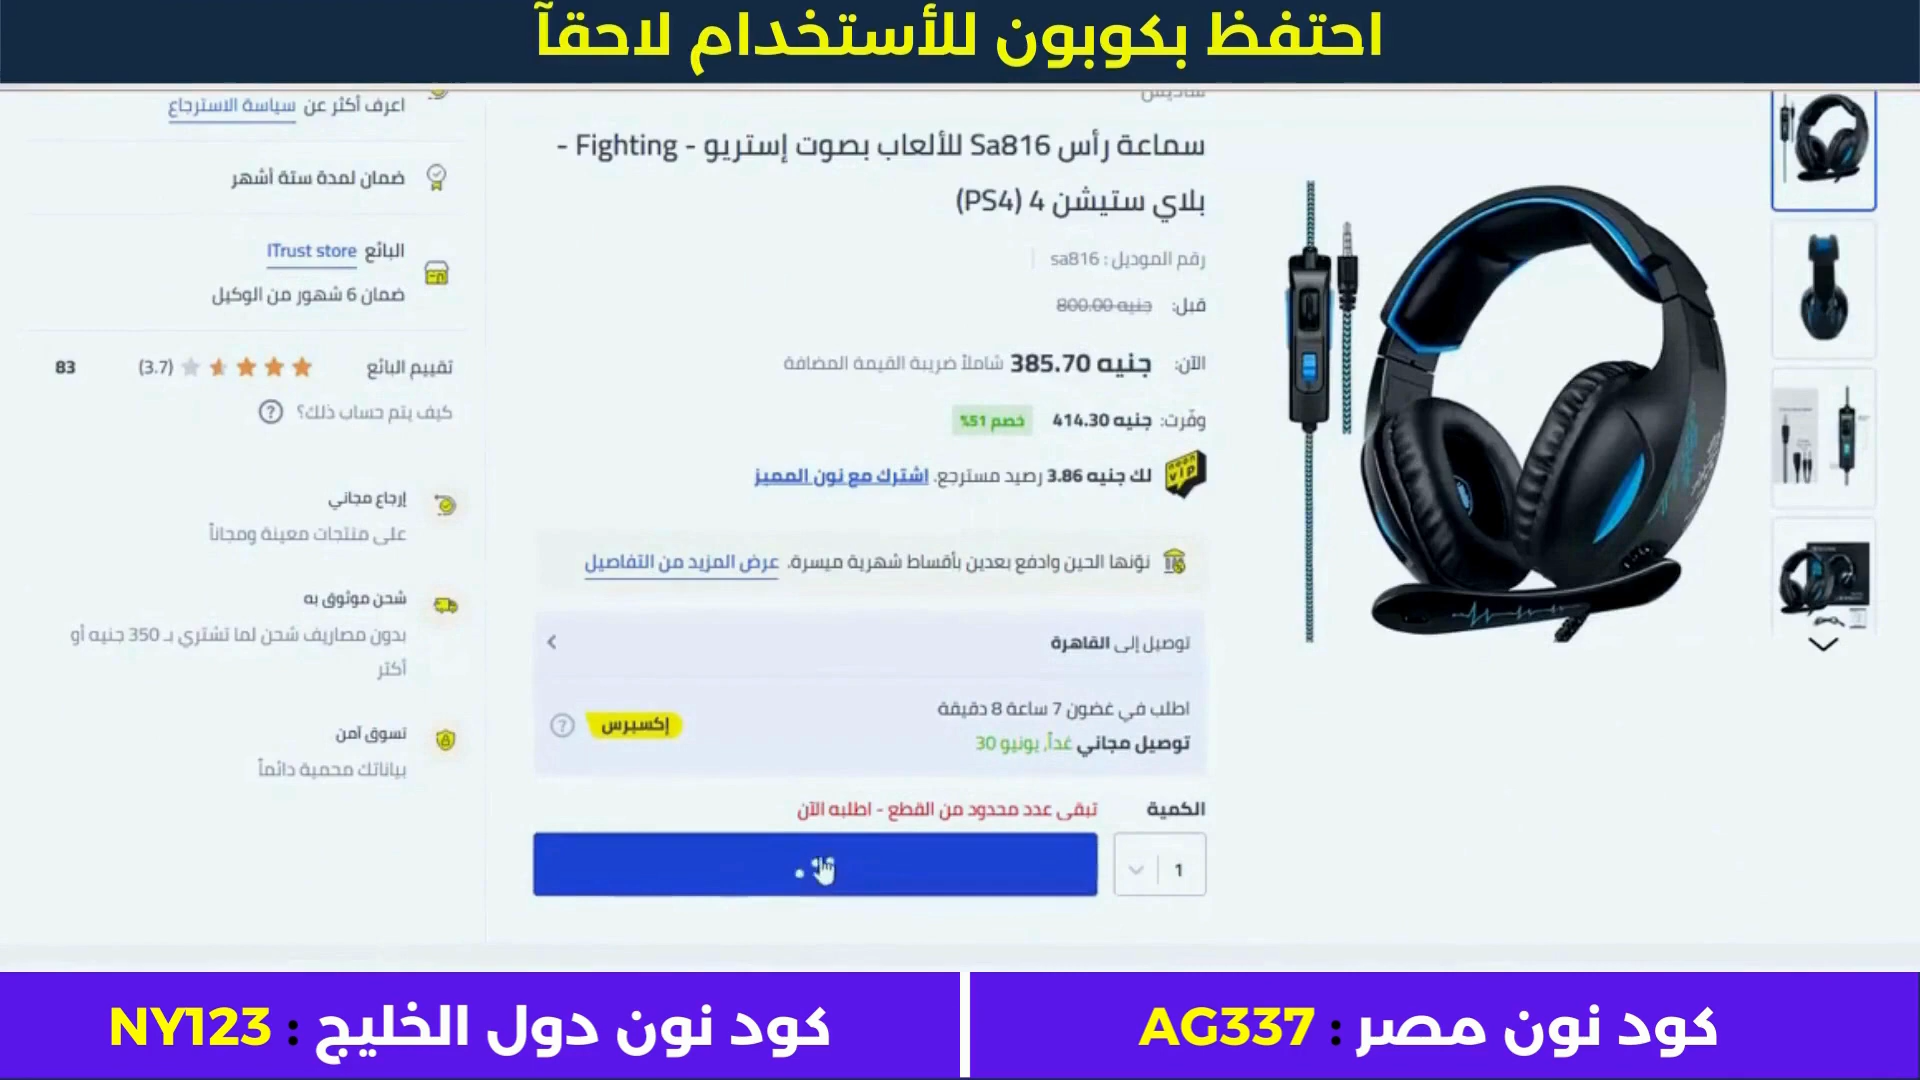 احتفظ بكوبون للأستخدام لاحقآ
ساديس
سماعة رأس Sa816 للألعاب بصوت إستريو - Fighting -
بلاي ستيشن 4 (PS4)
رقم الموديل : sa816
قبل: جنيه 800.00
الآن: جنيه 385.70 شاملاً ضريبة القيمة المضافة
وفّرت: جنيه 414.30 خصم 51%
noon vip
لك جنيه 3.86 رصيد مسترجع. اشترك مع نون المميز
نوّنها الحين وادفع بعدين بأقساط شهرية ميسرة. عرض المزيد من التفاصيل
توصيل إلى القاهرة
اطلب في غضون 7 ساعة 8 دقيقة
توصيل مجاني غداً, يونيو 30
إكسبرس
الكمية
تبقى عدد محدود من القطع - اطلبه الآن
1
اعرف أكثر عن سياسة الاسترجاع
ضمان لمدة ستة أشهر
البائع ITrust store
ضمان 6 شهور من الوكيل
تقييم البائع (3.7) 83
كيف يتم حساب ذلك؟
إرجاع مجاني
على منتجات معينة ومجاناً
شحن موثوق به
بدون مصاريف شحن لما تشتري بـ 350 جنيه أو
أكثر
تسوق آمن
بياناتك محمية دائماً
كود نون مصر : AG337
كود نون دول الخليج : NY123